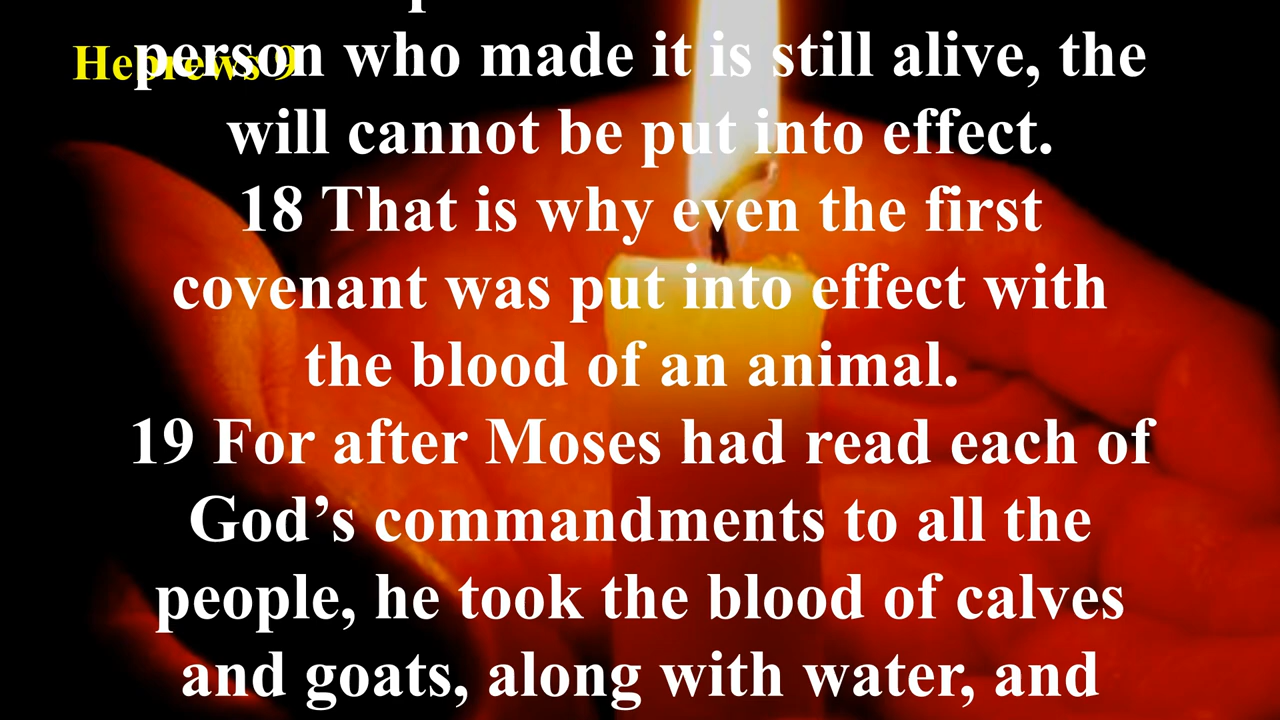 Hebrews 9
person who made it is still alive, the
will cannot be put into effect.
18 That is why even the first
covenant was put into effect with
the blood of an animal.
19 For after Moses had read each of
God’s commandments to all the
people, he took the blood of calves
and goats, along with water, and